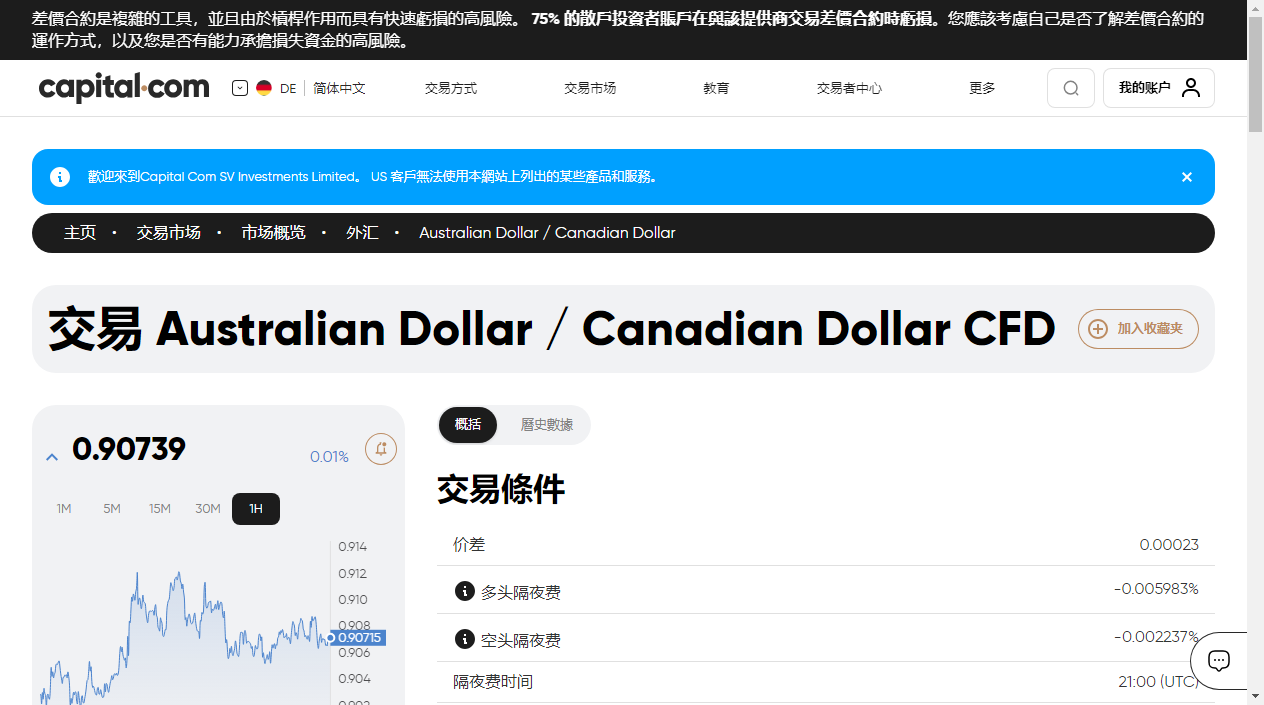 差價合約是複雜的工具，並且由於槓桿作用而具有快速虧損的高風險。 75% 的散戶投資者賬戶在與該提供商交易差價合約時虧損。您應該考慮自己是否了解差價合約的
運作方式，以及您是否有能力承擔損失資金的高風險。
capital.com DE 简体中文 交易方式 交易市场 教育 交易者中心 更多 我的账户
歡迎來到Capital Com SV Investments Limited。 US 客戶無法使用本網站上列出的某些產品和服務。
主页 • 交易市场 • 市场概览 • 外汇 • Australian Dollar / Canadian Dollar
交易 Australian Dollar / Canadian Dollar CFD 加入收藏夹
0.90739 0.01%
1M 5M 15M 30M 1H
0.914
0.912
0.910
0.908
0.90715
0.906
0.904
0.902
概括 曆史數據
交易條件
价差 0.00023
多头隔夜费 -0.005983%
空头隔夜费 -0.002237%
隔夜费时间 21:00 (UTC)